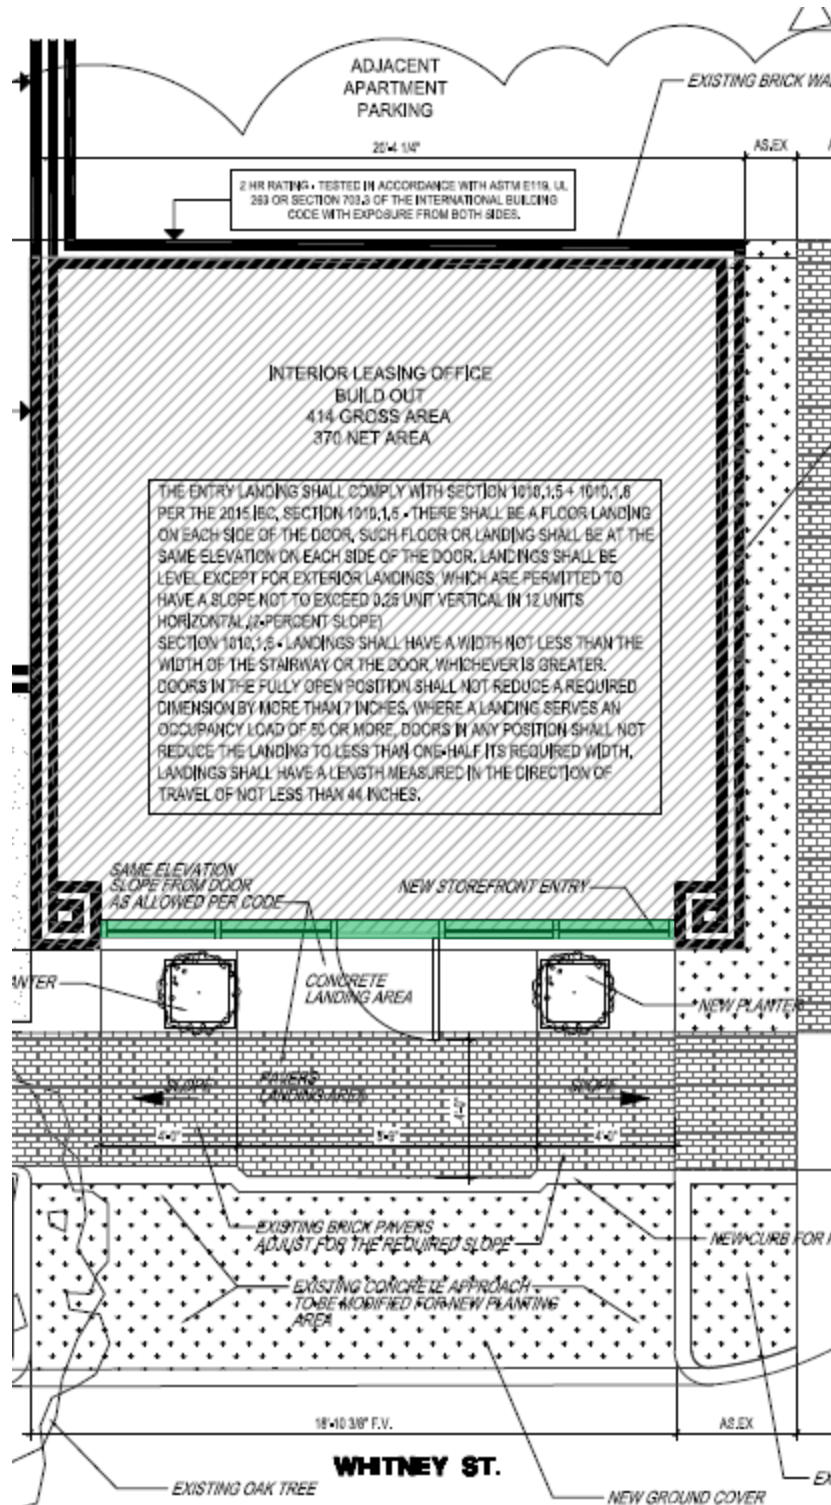 ADJACENT
APARTMENT
PARKING
EXISTING BRICK
20'-4 1/4"
AS.EX
2 HR RATING - TESTED IN ACCORDANCE WITH ASTM E119, UL
263 OR SECTION 703.3 OF THE INTERNATIONAL BUILDING
CODE WITH EXPOSURE FROM BOTH SIDES.
INTERIOR LEASING OFFICE
BUILD OUT
414 GROSS AREA
370 NET AREA
THE ENTRY LANDING SHALL COMPLY WITH SECTION 1010.1.5 + 1010.1.6
PER THE 2015 IBC, SECTION 1010.1.5 - THERE SHALL BE A FLOOR LANDING
ON EACH SIDE OF THE DOOR, SUCH FLOOR OR LANDING SHALL BE AT THE
SAME ELEVATION ON EACH SIDE OF THE DOOR. LANDINGS SHALL BE
LEVEL EXCEPT FOR EXTERIOR LANDINGS, WHICH ARE PERMITTED TO
HAVE A SLOPE NOT TO EXCEED 0.25 UNIT VERTICAL IN 12 UNITS
HORIZONTAL (2-PERCENT SLOPE)
SECTION 1010.1.6 - LANDINGS SHALL HAVE A WIDTH NOT LESS THAN THE
WIDTH OF THE STAIRWAY OR THE DOOR, WHICHEVER IS GREATER.
DOORS IN THE FULLY OPEN POSITION SHALL NOT REDUCE A REQUIRED
DIMENSION BY MORE THAN 7 INCHES. WHERE A LANDING SERVES AN
OCCUPANCY LOAD OF 50 OR MORE, DOORS IN ANY POSITION SHALL NOT
REDUCE THE LANDING TO LESS THAN ONE-HALF ITS REQUIRED WIDTH.
LANDINGS SHALL HAVE A LENGTH MEASURED IN THE DIRECTION OF
TRAVEL OF NOT LESS THAN 44 INCHES.
SAME ELEVATION
SLOPE FROM DOOR
AS ALLOWED PER CODE
NEW STOREFRONT ENTRY
CONCRETE
LANDING AREA
NEW PLANTER
SLOPE
PAVERS
LANDING AREA
SLOPE
4'-0"
4'-0"
4'-0"
EXISTING BRICK PAVERS
ADJUST FOR THE REQUIRED SLOPE
NEW CURB FOR
EXISTING CONCRETE APPROACH
TO BE MODIFIED FOR NEW PLANTING
AREA
18'-10 3/8" F.V.
AS.EX
WHITNEY ST.
EXISTING OAK TREE
NEW GROUND COVER